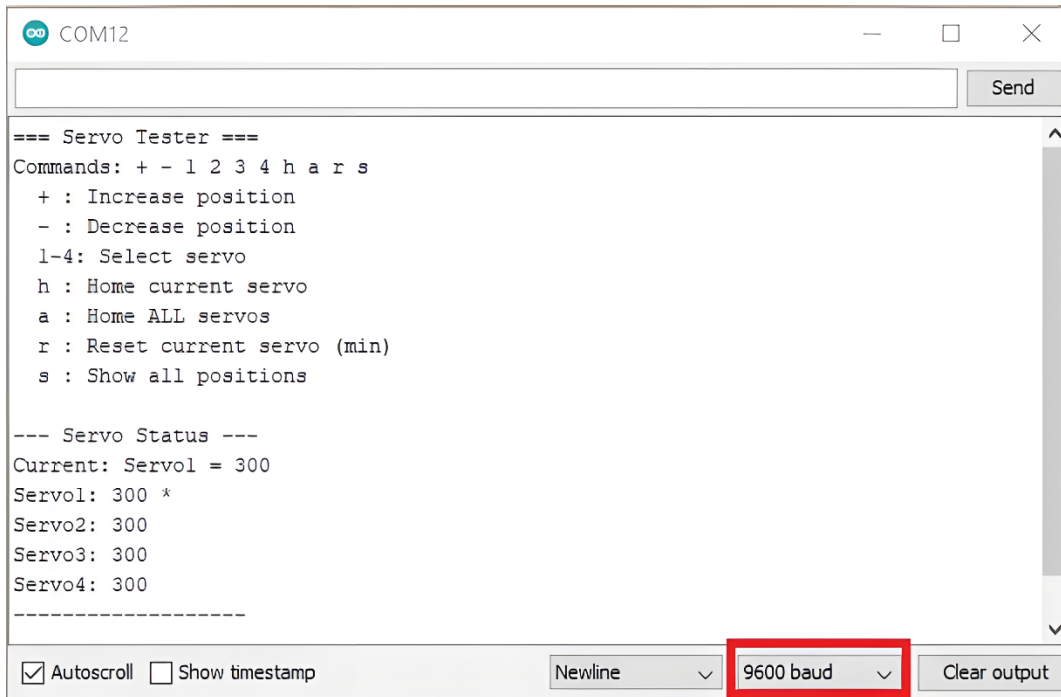 COM12
Send
=== Servo Tester ===
Commands: + - 1 2 3 4 h a r s
+ : Increase position
- : Decrease position
1-4: Select servo
h : Home current servo
a : Home ALL servos
r : Reset current servo (min)
s : Show all positions
--- Servo Status ---
Current: Servo1 = 300
Servo1: 300 *
Servo2: 300
Servo3: 300
Servo4: 300
-------------------
Autoscroll Show timestamp Newline 9600 baud Clear output